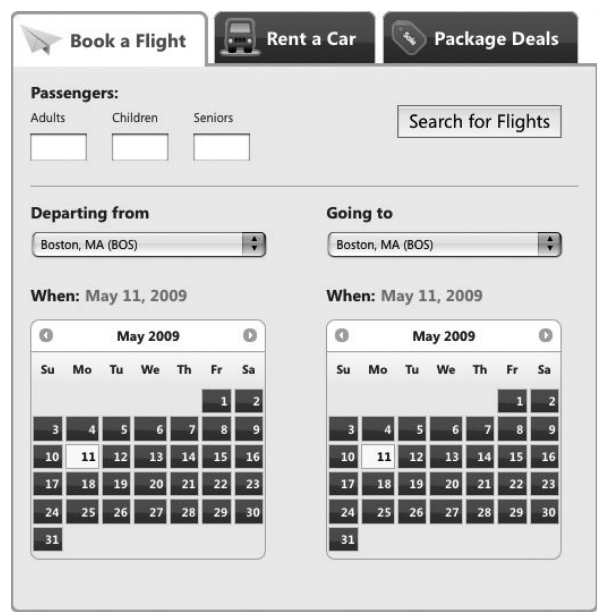 Book a Flight
Rent a Car
Sale
Package Deals
Passengers:
Adults Children Seniors
Search for Flights
Departing from
Boston, MA (BOS)
When: May 11, 2009
May 2009
Su Mo Tu We Th Fr Sa
1 2
3 4 5 6 7 8 9
10 11 12 13 14 15 16
17 18 19 20 21 22 23
24 25 26 27 28 29 30
31
Going to
Boston, MA (BOS)
When: May 11, 2009
May 2009
Su Mo Tu We Th Fr Sa
1 2
3 4 5 6 7 8 9
10 11 12 13 14 15 16
17 18 19 20 21 22 23
24 25 26 27 28 29 30
31